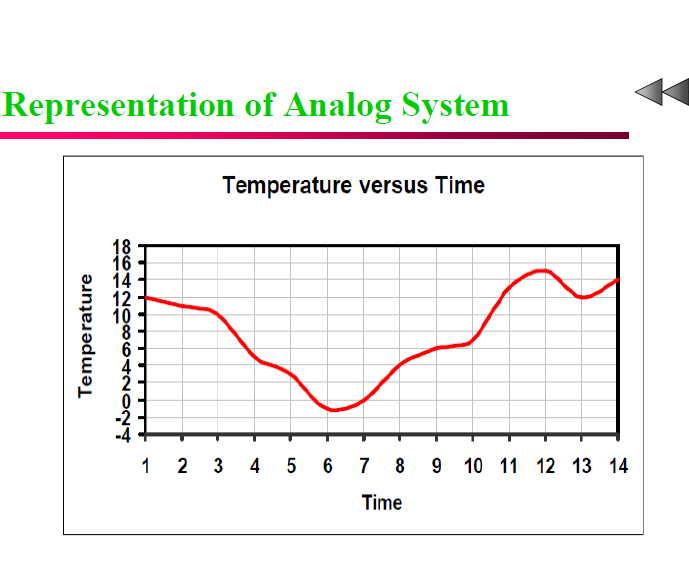 Representation of Analog System
Temperature versus Time
Temperature
18
16
14
12
10
8
6
4
2
0
-2
-4
1 2 3 4 5 6 7 8 9 10 11 12 13 14
Time